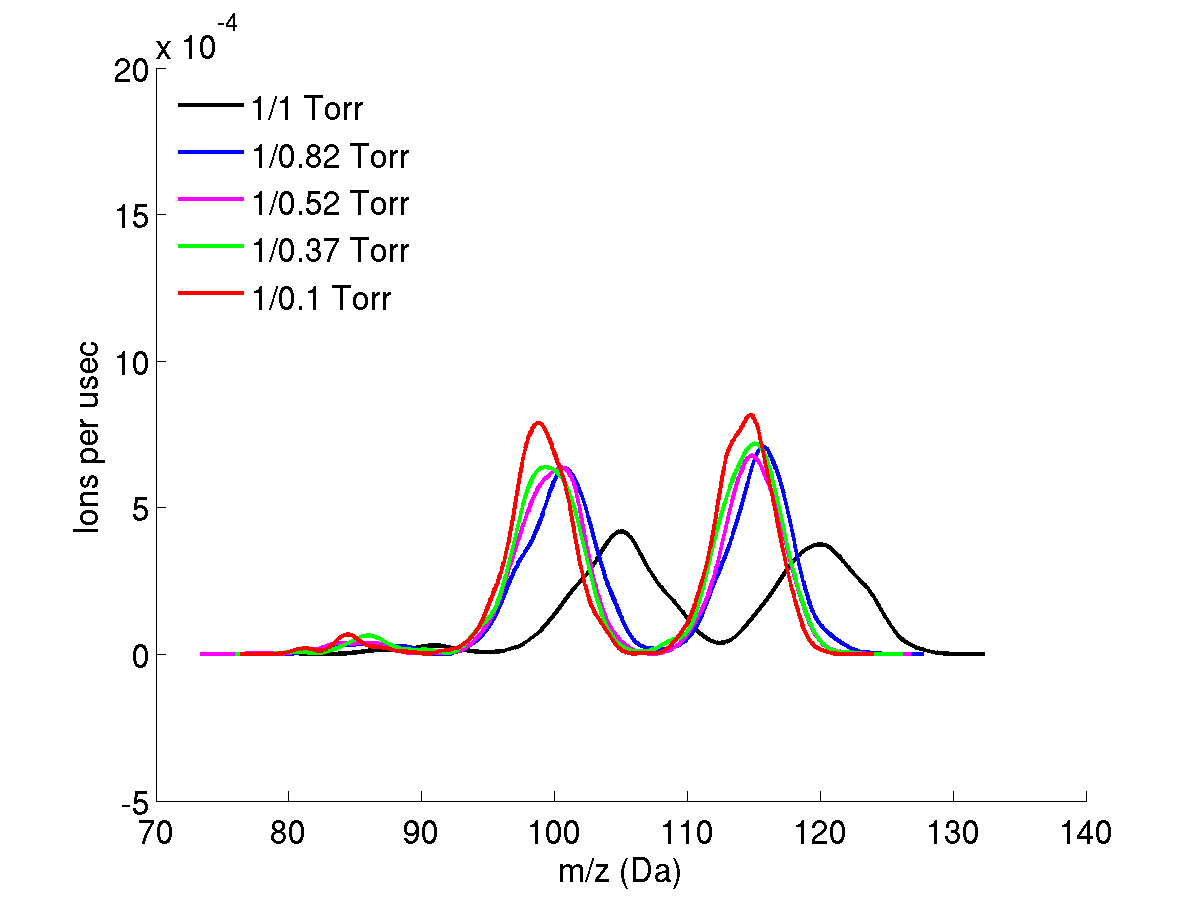 x 10-4
20
15
10
5
0
-5
1/1 Torr
1/0.82 Torr
1/0.52 Torr
1/0.37 Torr
1/0.1 Torr
Ions per usec
70 80 90 100 110 120 130 140
m/z (Da)